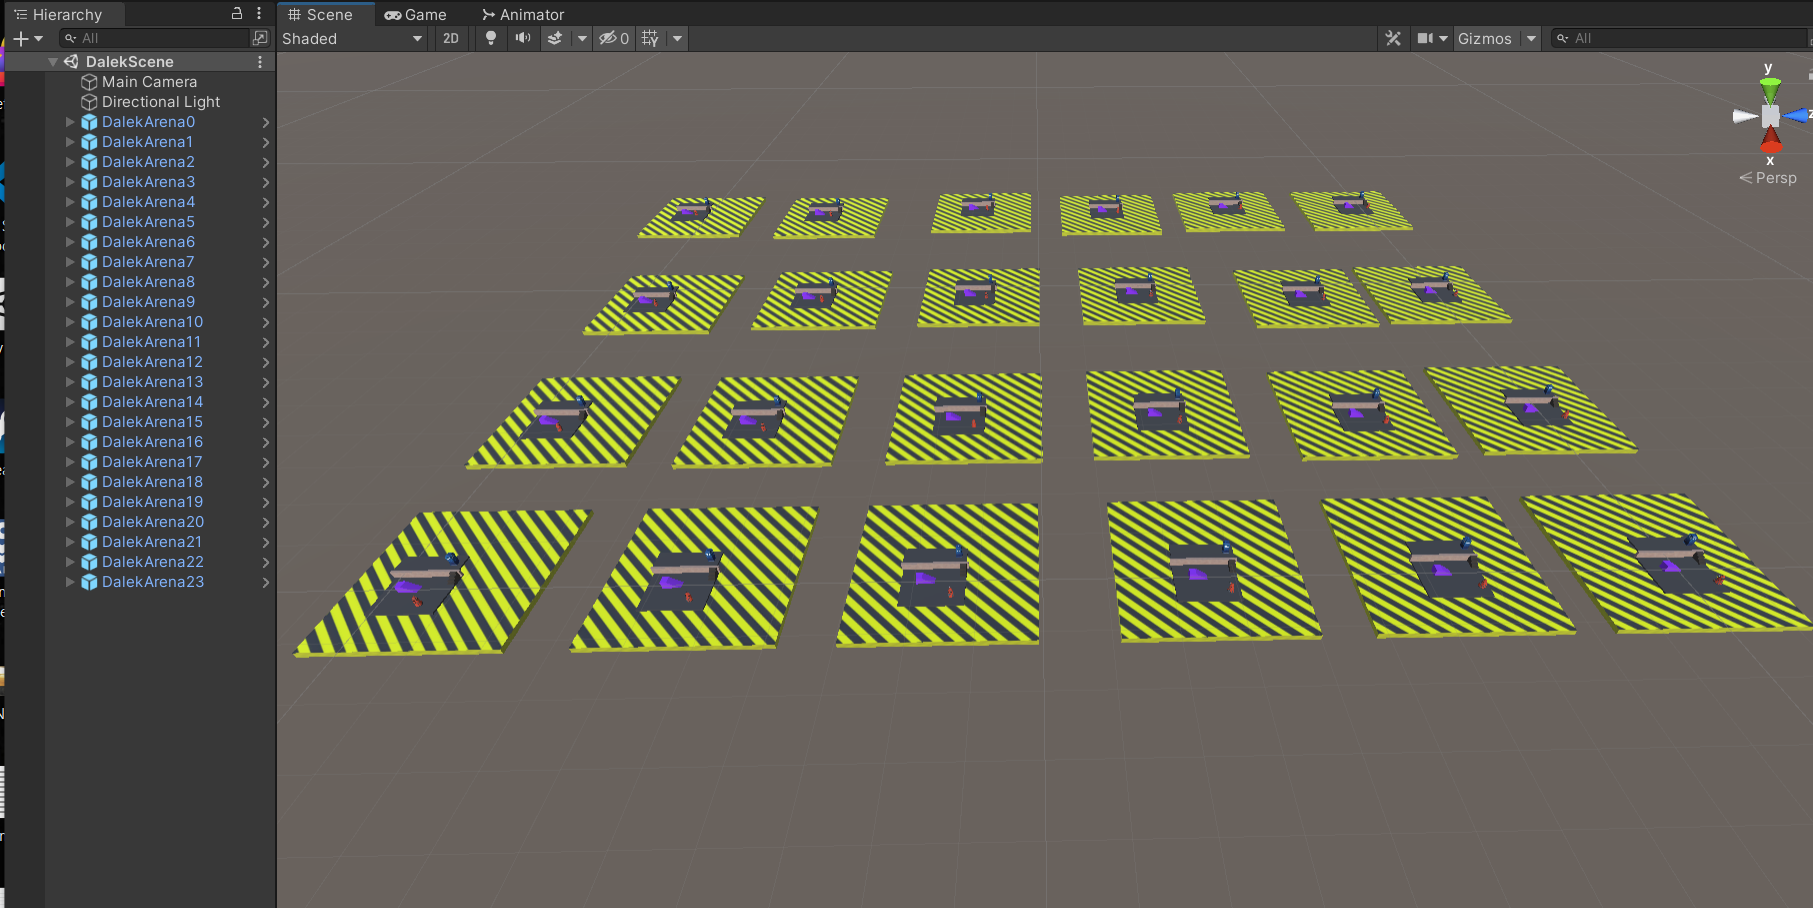 Hierarchy
All
DalekScene
Main Camera
Directional Light
DalekArena0
DalekArena1
DalekArena2
DalekArena3
DalekArena4
DalekArena5
DalekArena6
DalekArena7
DalekArena8
DalekArena9
DalekArena10
DalekArena11
DalekArena12
DalekArena13
DalekArena14
DalekArena15
DalekArena16
DalekArena17
DalekArena18
DalekArena19
DalekArena20
DalekArena21
DalekArena22
DalekArena23
Scene Game Animator
Shaded 2D 0 Gizmos All
y
z
x
Persp